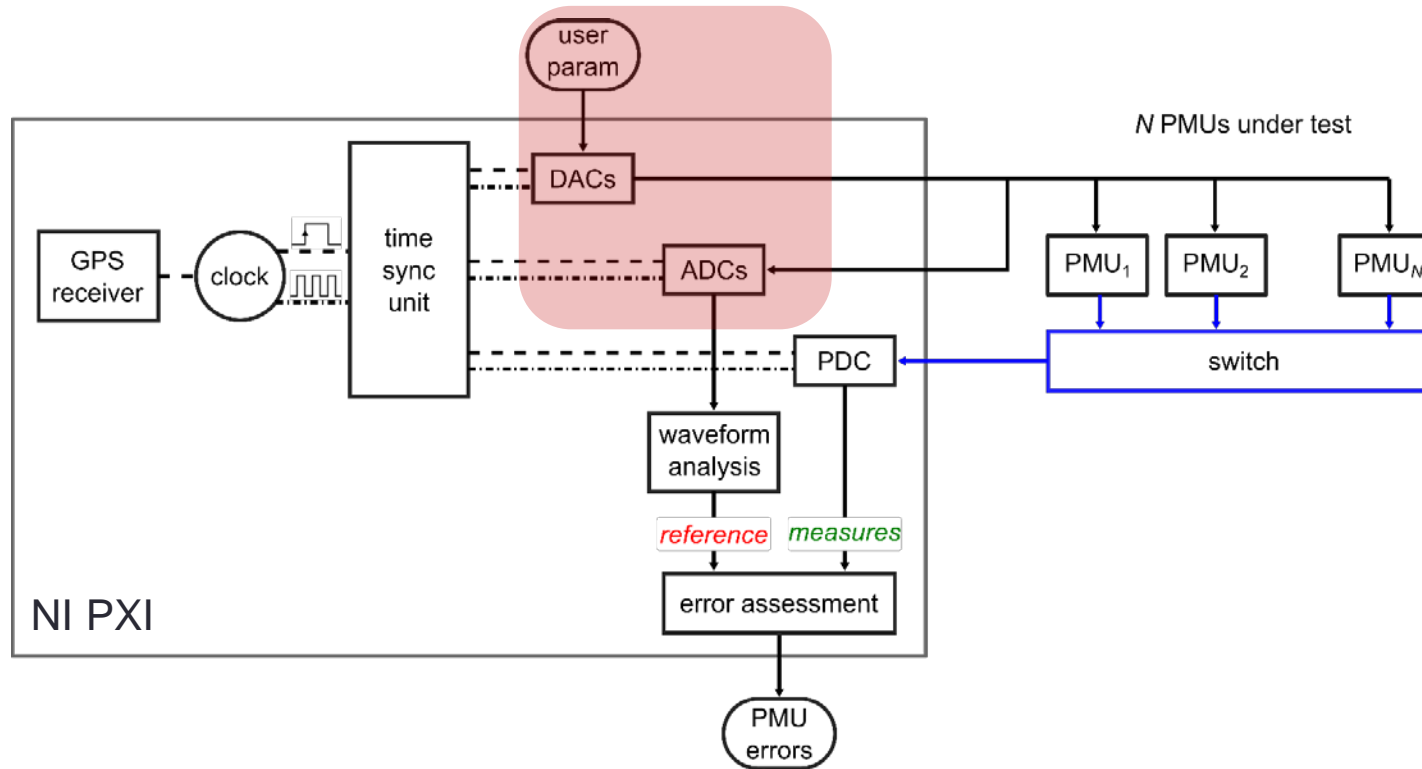 user
param
N PMUs under test
DACs
GPS
receiver
clock
time
sync
unit
ADCs
PMU1
PMU2
PMUN
PDC
switch
waveform
analysis
reference
measures
error assessment
NI PXI
PMU
errors